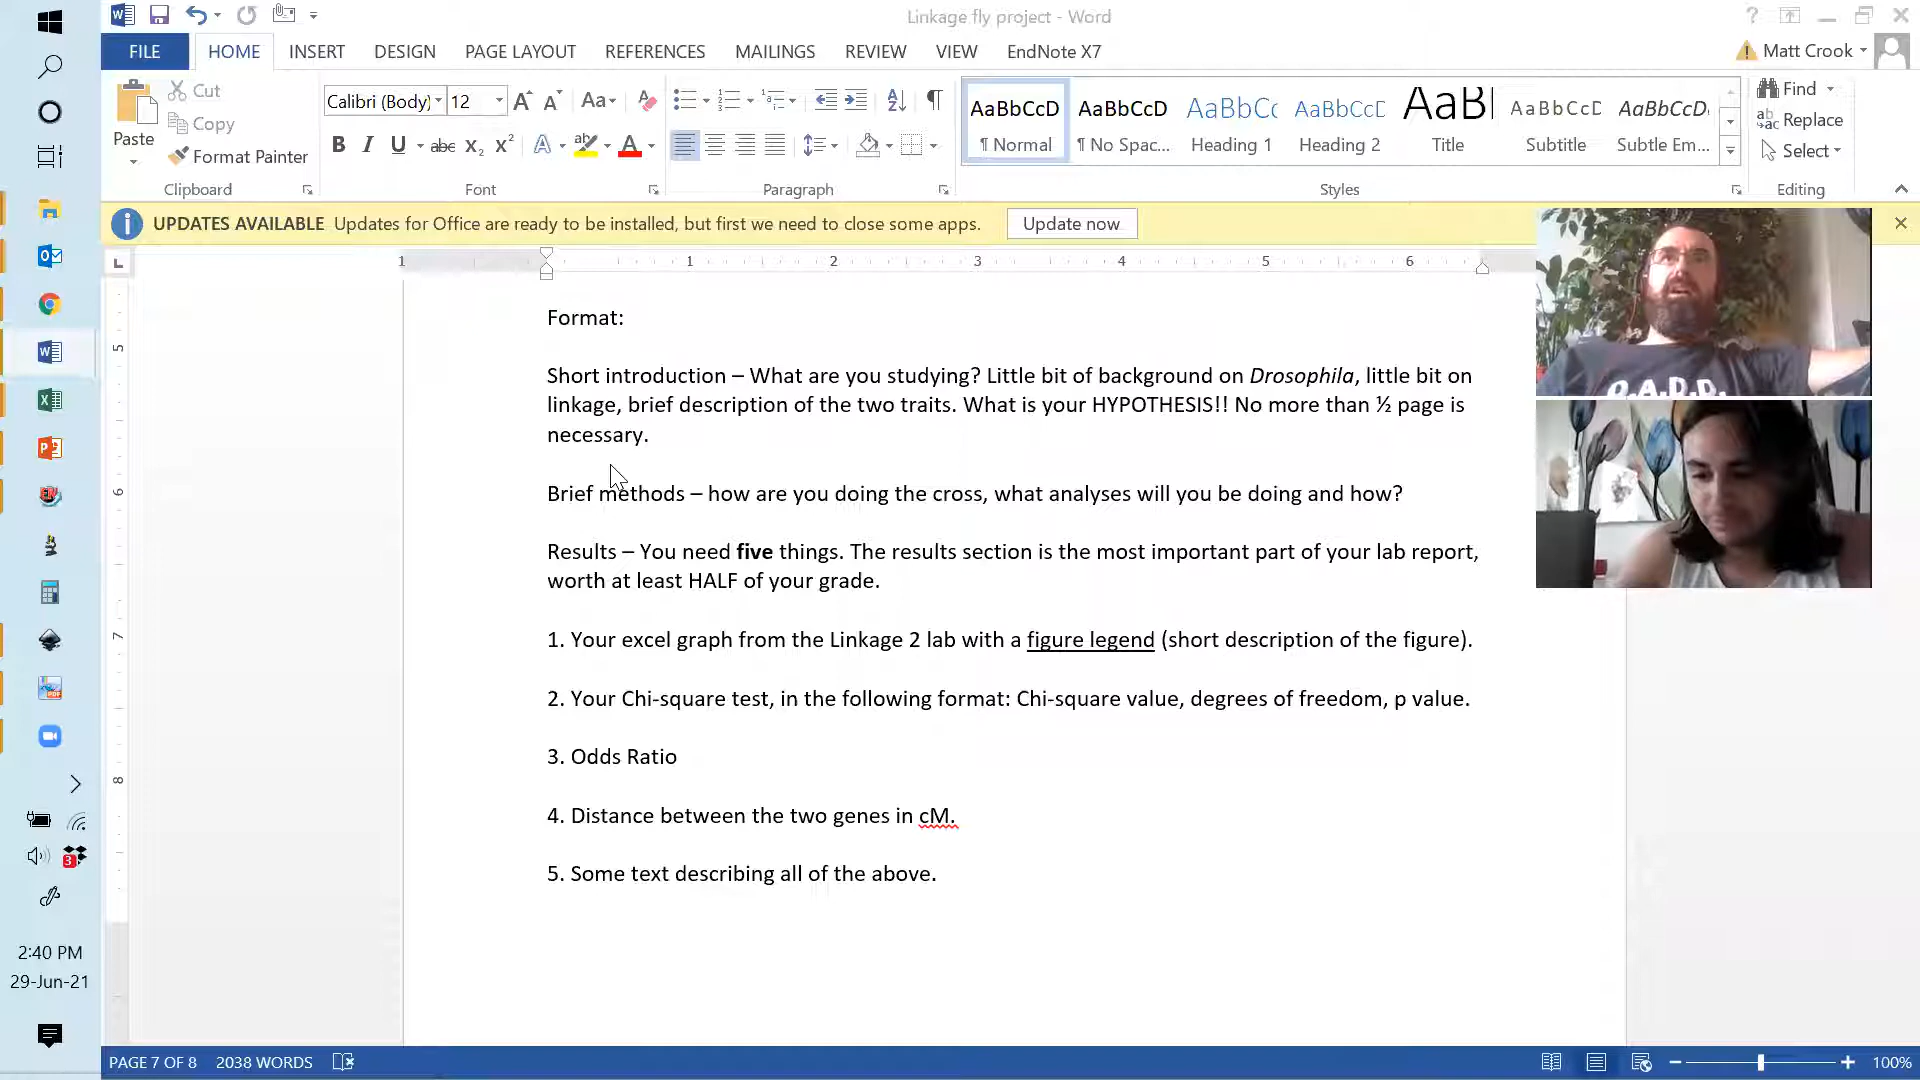 Linkage fly project - Word
FILE HOME INSERT DESIGN PAGE LAYOUT REFERENCES MAILINGS REVIEW VIEW EndNote X7
Matt Crook
Paste
Cut
Copy
Format Painter
Calibri (Body) 12
AaBbCcD AaBbCcD AaBbCc AaBbCcD AaBl AaBbCcD AaBbCcD
¶ Normal ¶ No Spac... Heading 1 Heading 2 Title Subtitle Subtle Em...
Find
Replace
Select
Clipboard Font Paragraph Styles Editing
UPDATES AVAILABLE Updates for Office are ready to be installed, but first we need to close some apps. Update now
1 1 2 3 4 5 6
Format:
Short introduction – What are you studying? Little bit of background on Drosophila, little bit on
linkage, brief description of the two traits. What is your HYPOTHESIS!! No more than ½ page is
necessary.
Brief methods – how are you doing the cross, what analyses will you be doing and how?
Results – You need five things. The results section is the most important part of your lab report,
worth at least HALF of your grade.
1. Your excel graph from the Linkage 2 lab with a figure legend (short description of the figure).
2. Your Chi-square test, in the following format: Chi-square value, degrees of freedom, p value.
3. Odds Ratio
4. Distance between the two genes in cM.
5. Some text describing all of the above.
5
6
7
8
2:40 PM
29-Jun-21
PAGE 7 OF 8 2038 WORDS
100%